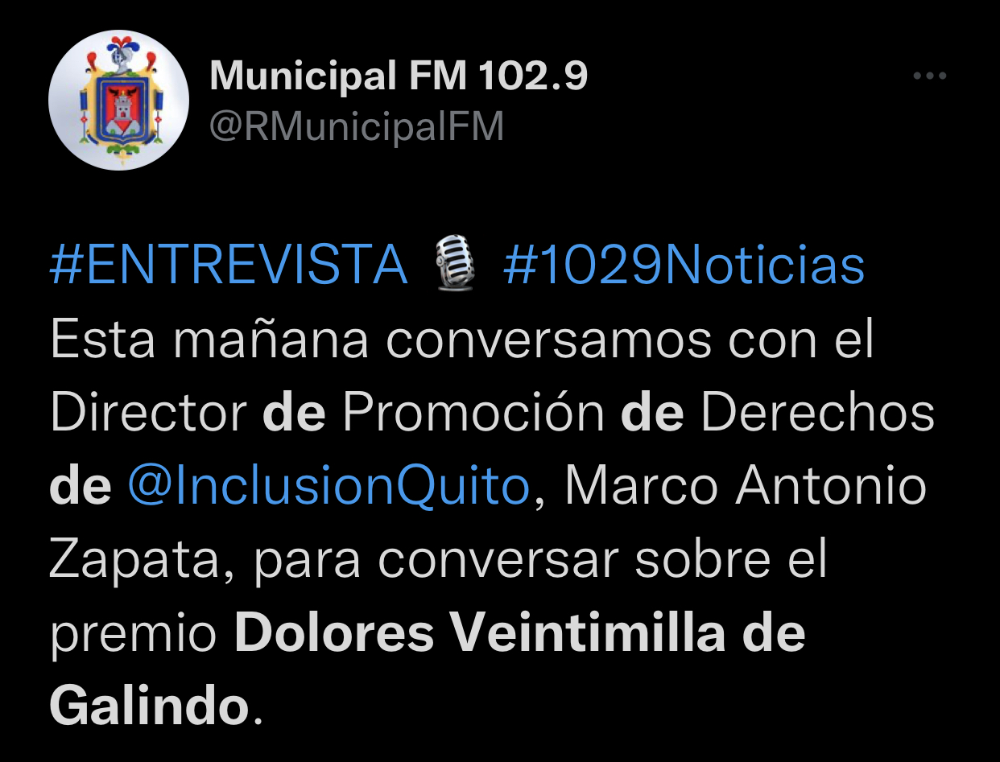 Municipal FM 102.9
@RMunicipalFM
#ENTREVISTA 🎙 #1029Noticias
Esta mañana conversamos con el
Director de Promoción de Derechos
de @InclusionQuito, Marco Antonio
Zapata, para conversar sobre el
premio Dolores Veintimilla de
Galindo.